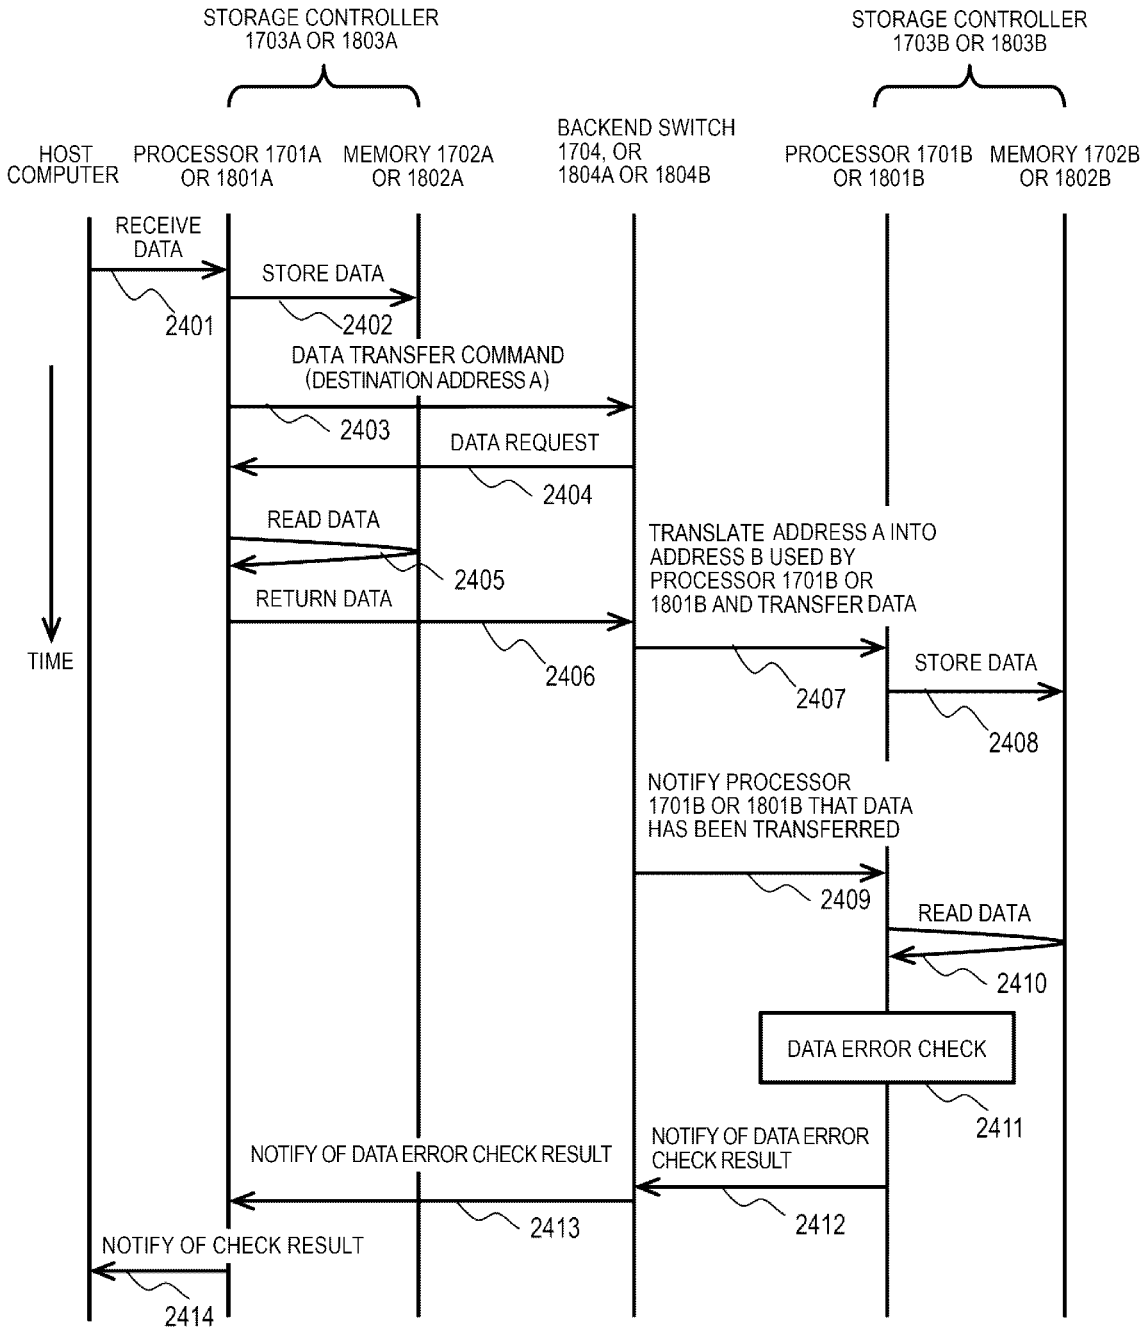 STORAGE CONTROLLER
1703A OR 1803A
STORAGE CONTROLLER
1703B OR 1803B
HOST
COMPUTER
PROCESSOR 1701A
OR 1801A
MEMORY 1702A
OR 1802A
BACKEND SWITCH
1704, OR
1804A OR 1804B
PROCESSOR 1701B
OR 1801B
MEMORY 1702B
OR 1802B
RECEIVE
DATA
2401
STORE DATA
2402
DATA TRANSFER COMMAND
(DESTINATION ADDRESS A)
2403
DATA REQUEST
2404
READ DATA
2405
RETURN DATA
2406
TIME
TRANSLATE ADDRESS A INTO
ADDRESS B USED BY
PROCESSOR 1701B OR
1801B AND TRANSFER DATA
2407
STORE DATA
2408
NOTIFY PROCESSOR
1701B OR 1801B THAT DATA
HAS BEEN TRANSFERRED
2409
READ DATA
2410
DATA ERROR CHECK
2411
NOTIFY OF DATA ERROR
CHECK RESULT
2412
NOTIFY OF DATA ERROR CHECK RESULT
2413
NOTIFY OF CHECK RESULT
2414